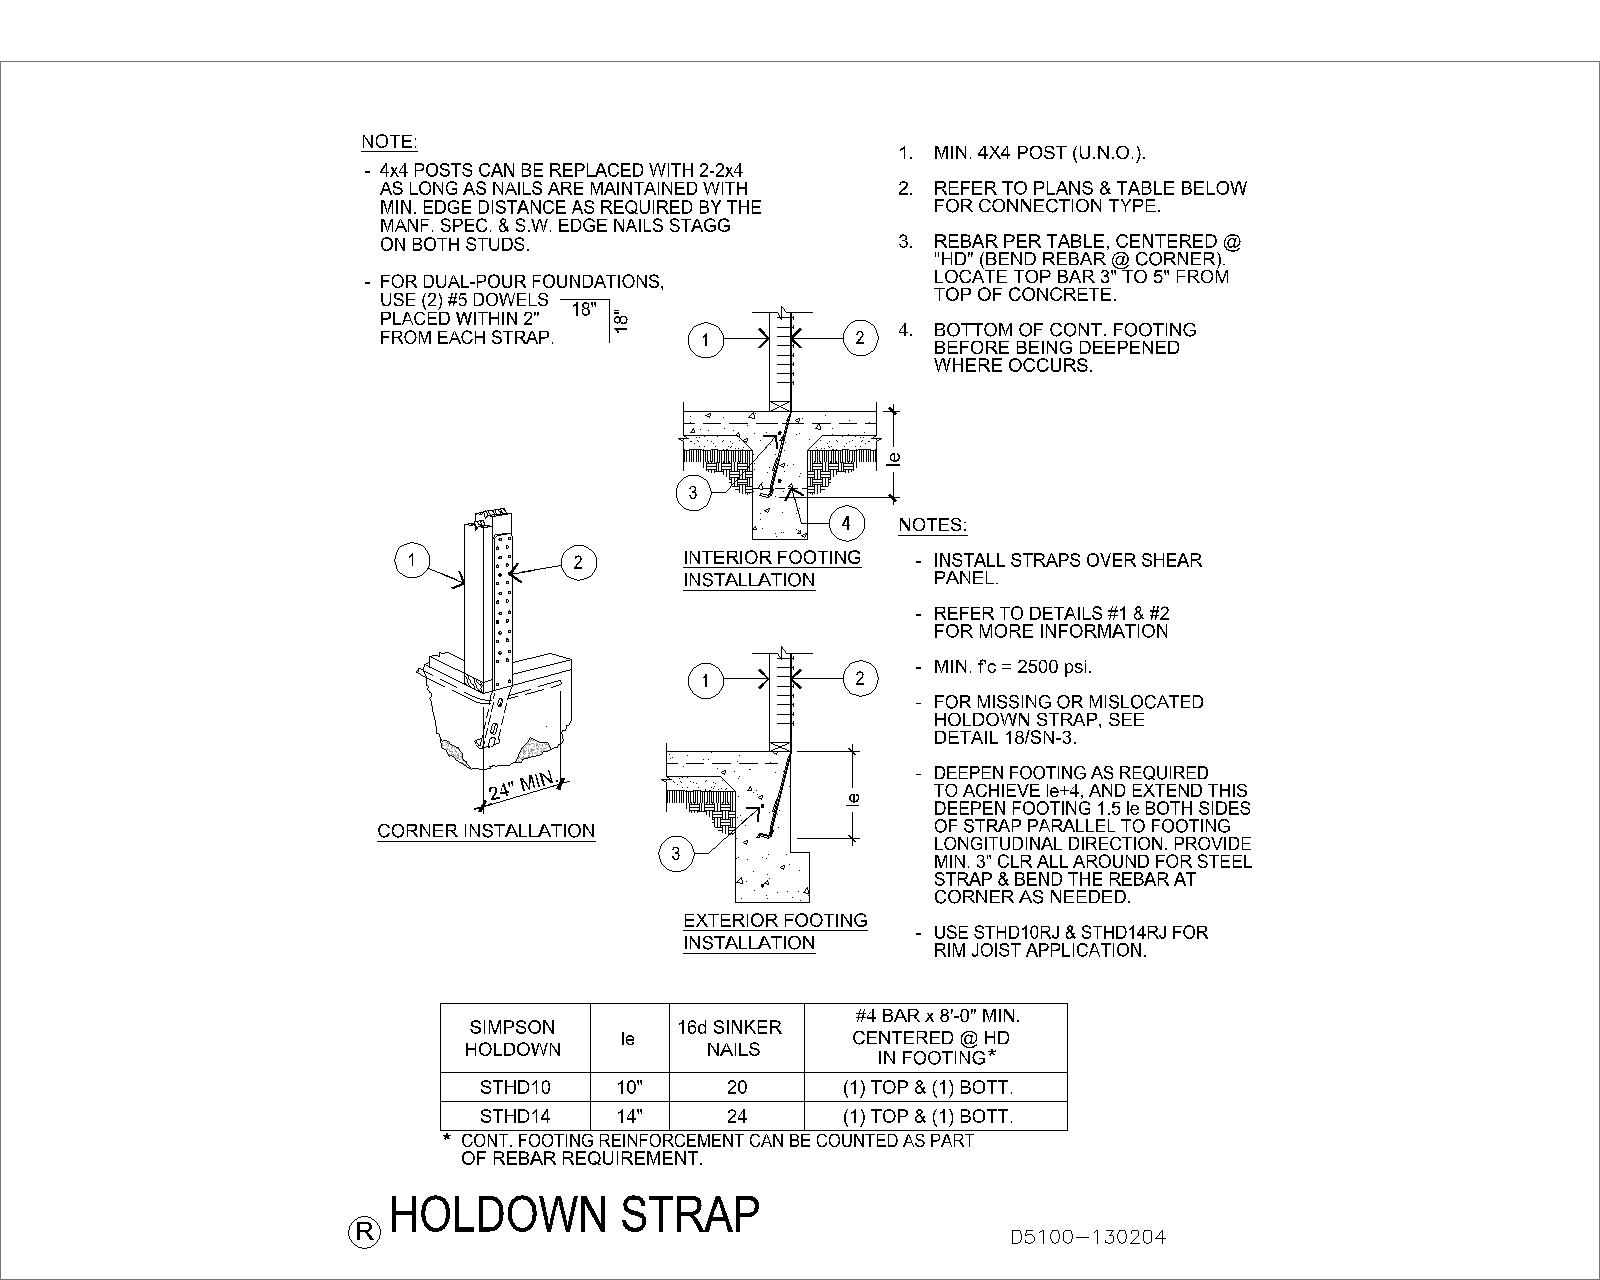 NOTE:
- 4x4 POSTS CAN BE REPLACED WITH 2-2x4
AS LONG AS NAILS ARE MAINTAINED WITH
MIN. EDGE DISTANCE AS REQUIRED BY THE
MANF. SPEC. & S.W. EDGE NAILS STAGG
ON BOTH STUDS.
- FOR DUAL-POUR FOUNDATIONS,
USE (2) #5 DOWELS
PLACED WITHIN 2"
FROM EACH STRAP.
18"
18"
1. MIN. 4X4 POST (U.N.O.).
2. REFER TO PLANS & TABLE BELOW
FOR CONNECTION TYPE.
3. REBAR PER TABLE, CENTERED @
"HD" (BEND REBAR @ CORNER).
LOCATE TOP BAR 3" TO 5" FROM
TOP OF CONCRETE.
4. BOTTOM OF CONT. FOOTING
BEFORE BEING DEEPENED
WHERE OCCURS.
1
2
le
3
4
INTERIOR FOOTING
INSTALLATION
1
2
24" MIN.
CORNER INSTALLATION
1
2
le
3
EXTERIOR FOOTING
INSTALLATION
NOTES:
- INSTALL STRAPS OVER SHEAR
PANEL.
- REFER TO DETAILS #1 & #2
FOR MORE INFORMATION
- MIN. f'c = 2500 psi.
- FOR MISSING OR MISLOCATED
HOLDOWN STRAP, SEE
DETAIL 18/SN-3.
- DEEPEN FOOTING AS REQUIRED
TO ACHIEVE le+4, AND EXTEND THIS
DEEPEN FOOTING 1.5 le BOTH SIDES
OF STRAP PARALLEL TO FOOTING
LONGITUDINAL DIRECTION. PROVIDE
MIN. 3" CLR ALL AROUND FOR STEEL
STRAP & BEND THE REBAR AT
CORNER AS NEEDED.
- USE STHD10RJ & STHD14RJ FOR
RIM JOIST APPLICATION.
SIMPSON
HOLDOWN
le
16d SINKER
NAILS
#4 BAR x 8'-0" MIN.
CENTERED @ HD
IN FOOTING*
STHD10 10" 20 (1) TOP & (1) BOTT.
STHD14 14" 24 (1) TOP & (1) BOTT.
* CONT. FOOTING REINFORCEMENT CAN BE COUNTED AS PART
OF REBAR REQUIREMENT.
R HOLDOWN STRAP
D5100-130204